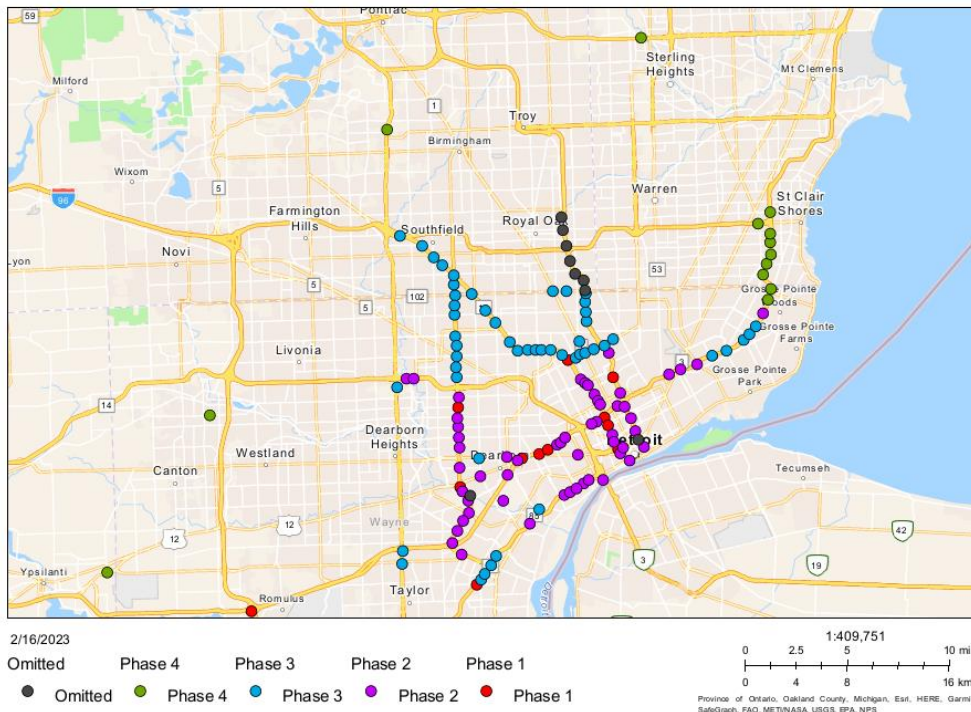 59
Pontiac
Sterling
Heights
Mt Clemens
Milford
1
Troy
Birmingham
Wixom
5
Warren
96
St Clair
Shores
Farmington
Hills
Royal
Southfield
Novi
Lyon
53
5
102
Grosse Pointe
Woods
5
Grosse Pointe
Farms
Livonia
3
Grosse Pointe
Park
14
Dearborn
Heights
Detroit
Westland
Canton
Tecumseh
Wayne
85
12
12
42
3
19
Ypsilanti
Taylor
Romulus
Detroit
2/16/2023
1:409,751
Omitted Phase 4 Phase 3 Phase 2 Phase 1
0 2.5 5 10 mi
Omitted Phase 4 Phase 3 Phase 2 Phase 1
0 4 8 16 km
Province of Ontario, Oakland County, Michigan, Esri, HERE, Garmi
SafeGraph, FAO, METI/NASA, USGS, EPA, NPS